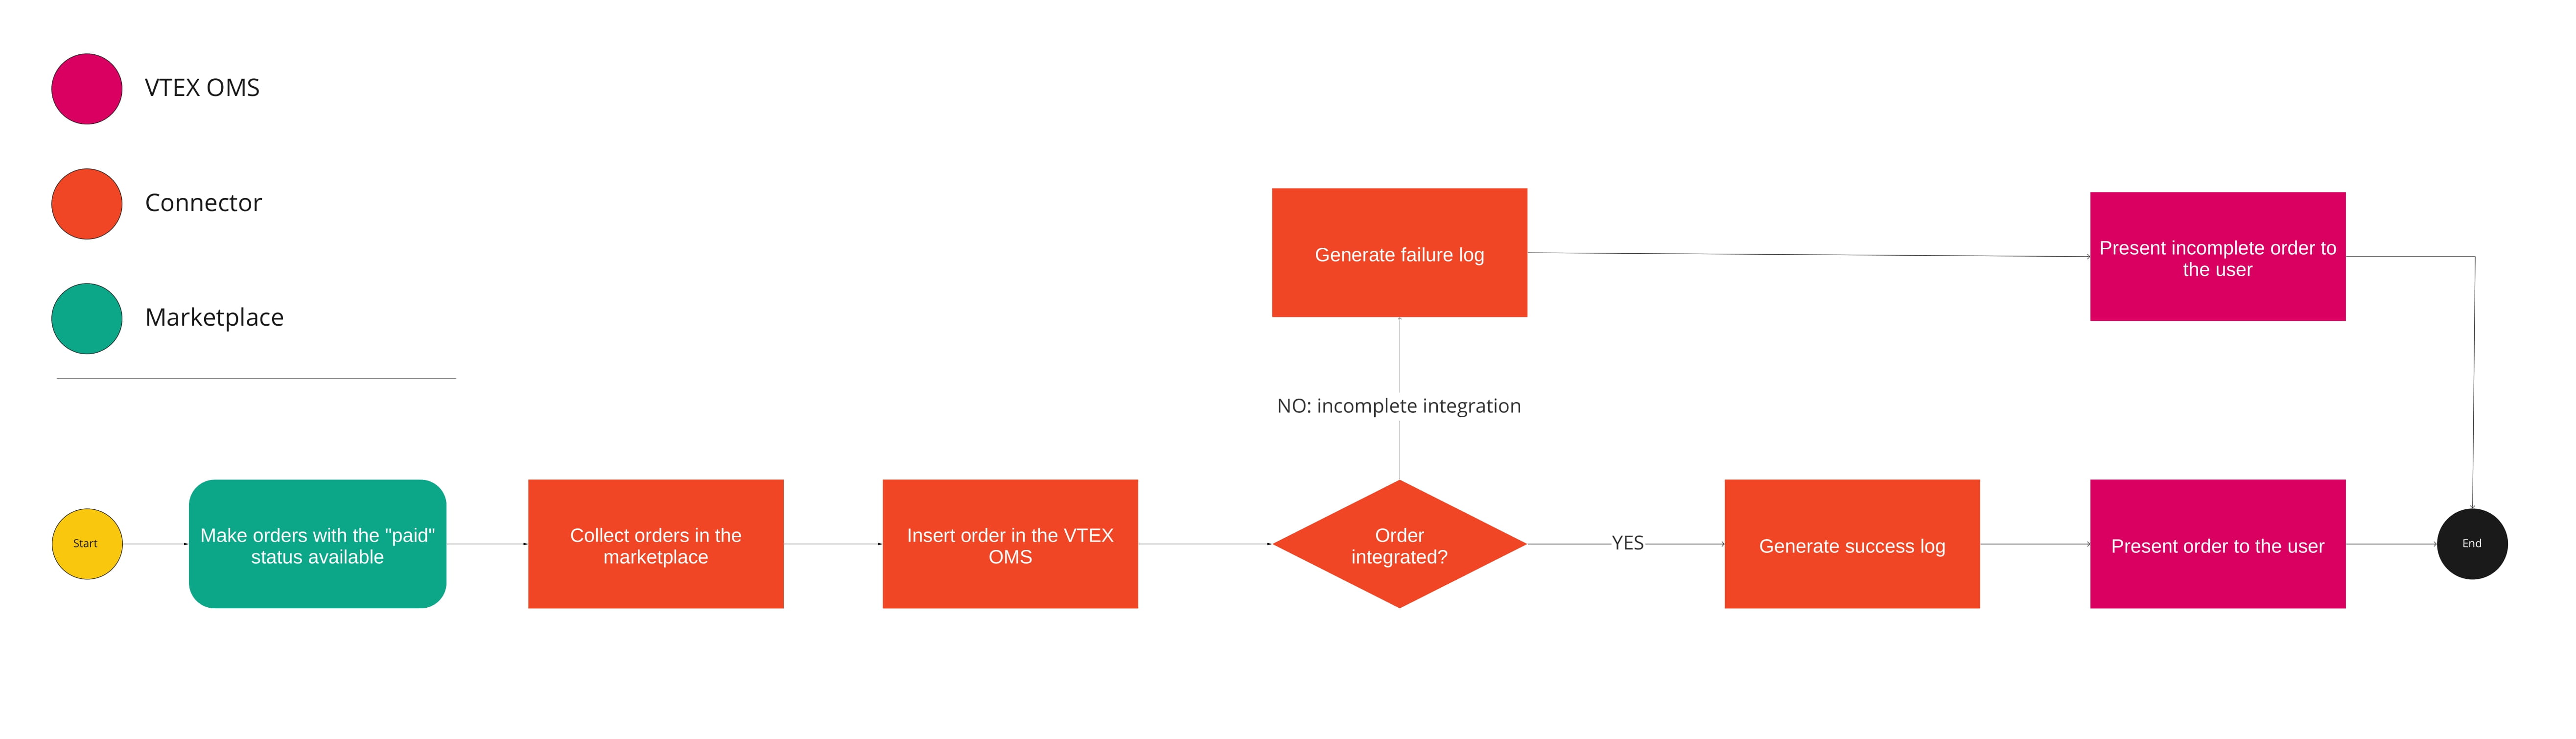 VTEX OMS
Connector
Marketplace
Generate failure log
Present incomplete order to
the user
NO: incomplete integration
Start
Make orders with the "paid"
status available
Collect orders in the
marketplace
Insert order in the VTEX
OMS
Order
integrated?
YES
Generate success log
Present order to the user
End